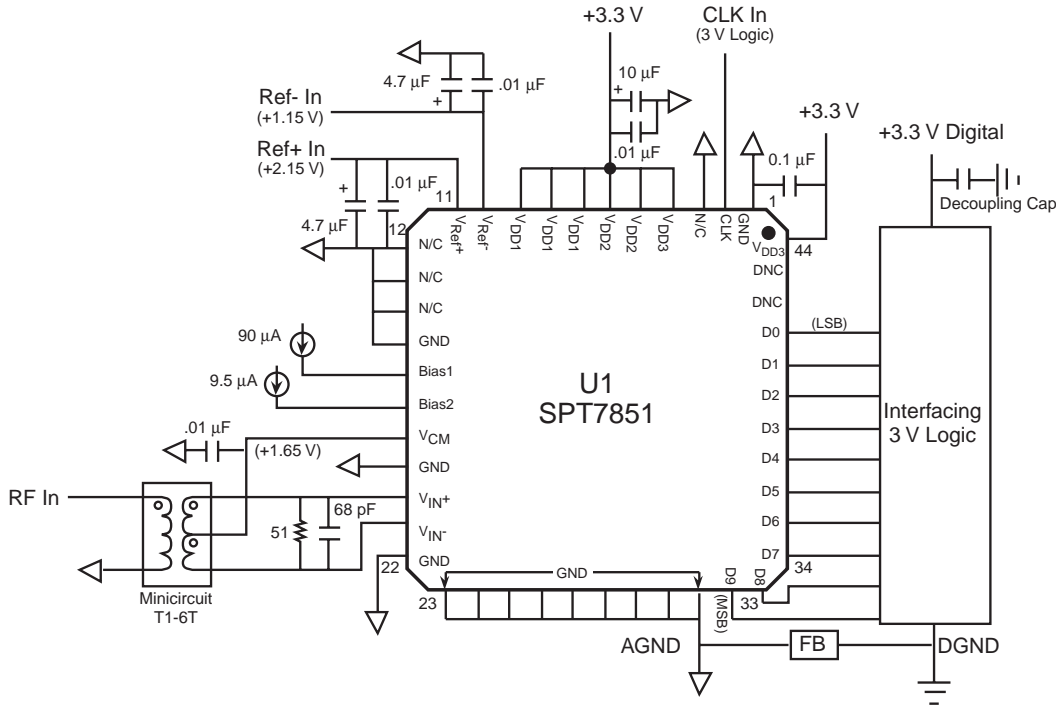 +3.3 V
CLK In
(3 V Logic)
4.7 µF
+
.01 µF
10 µF
+
Ref- In
(+1.15 V)
+3.3 V
+3.3 V Digital
Ref+ In
(+2.15 V)
.01 µF
0.1 µF
+
.01 µF
11
1
Decoupling Cap
4.7 µF
12
VRef+
VRef-
VDD1
VDD1
VDD1
VDD2
VDD2
VDD3
N/C
CLK
GND
VDD3
44
N/C
DNC
N/C
DNC
N/C
D0
(LSB)
90 µA
GND
D1
Bias1
9.5 µA
D2
Bias2
U1
SPT7851
Interfacing
3 V Logic
D3
.01 µF
(+1.65 V)
VCM
D4
GND
RF In
VIN+
D5
51
68 pF
VIN-
D6
GND
D7
22
34
GND
D9
D8
Minicircuit
T1-6T
23
(MSB)
33
AGND
FB
DGND